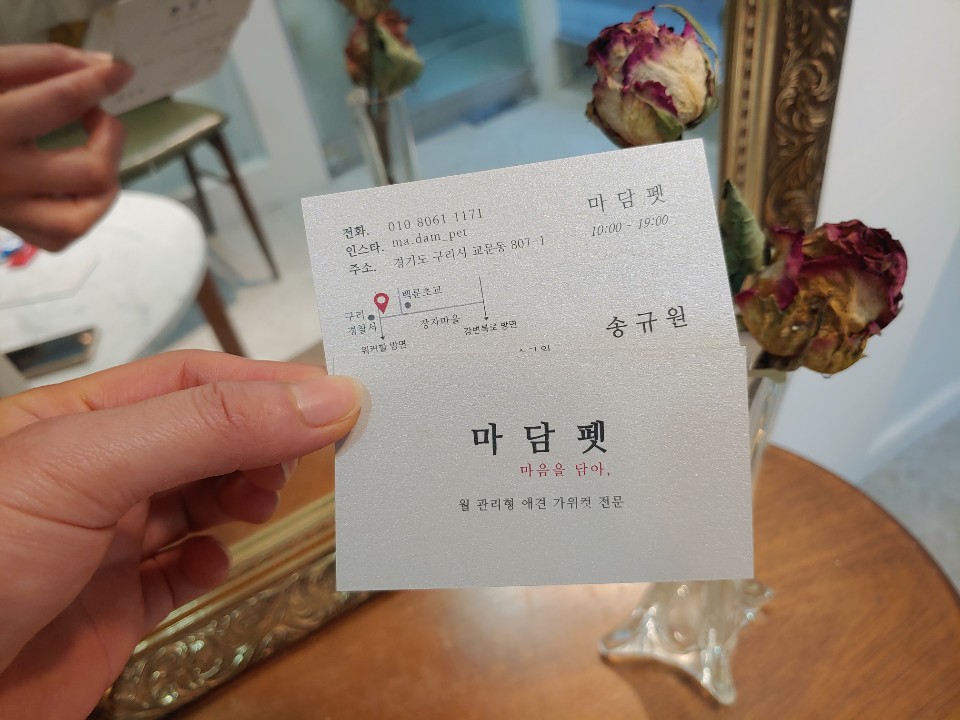 전화. 010 8061 1171
인스타. ma.dam_pet
주소. 경기도 구리서 교문동 807-1
마담펫
10:00 - 19:00
백문초교
구리
경찰서
장자마을
워커힐 방면
강변북로 방면
송규원
마담펫
마음을 담아,
월 관리형 애견 가위컷 전문